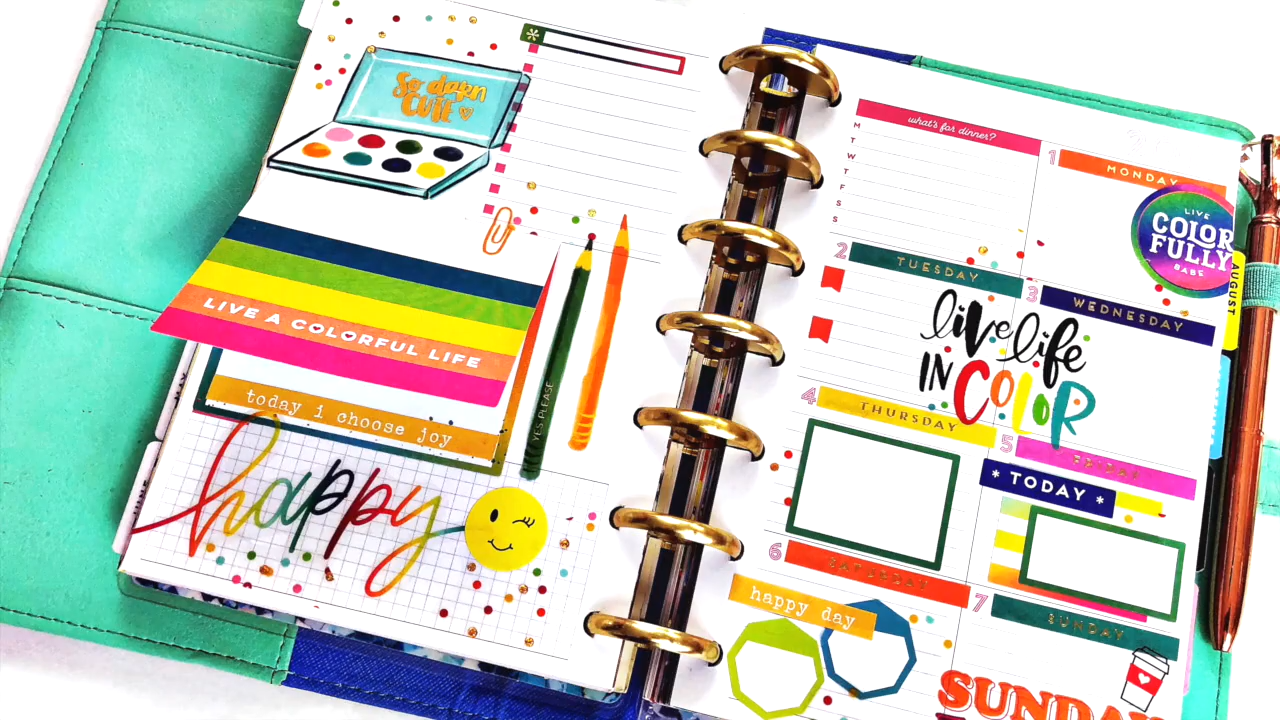 So darn
CUTE
LIVE A COLORFUL LIFE
today i choose joy
happy
YES PLEASE
what's for dinner?
M
T
W
T
F
S
S
1 MONDAY
LIVE
COLOR
FULLY
BABE
AUGUST
2 TUESDAY
3 WEDNESDAY
live life
IN COLOR
4 THURSDAY
5 FRIDAY
* TODAY *
6 SATURDAY
happy day
7 SUNDAY
SUNDAY